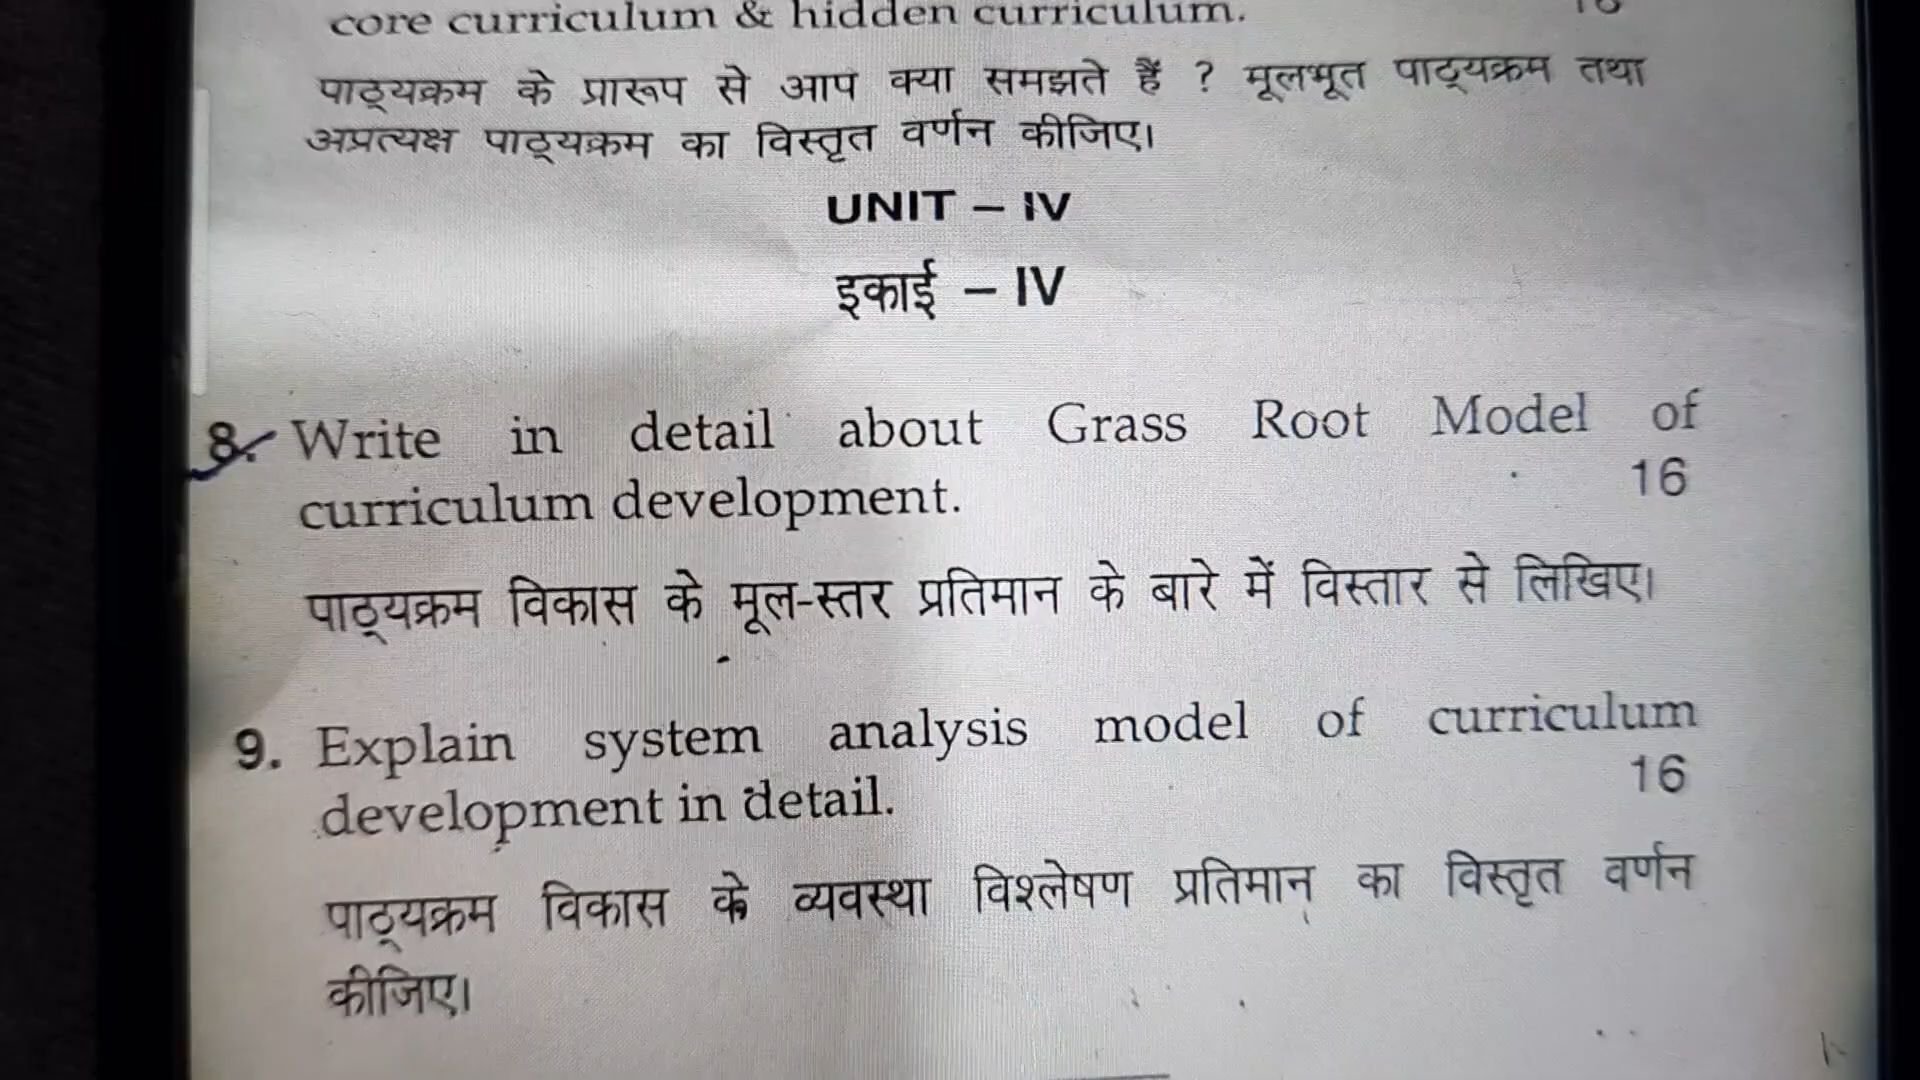 core curriculum & hidden curriculum.
पाठ्यक्रम के प्रारूप से आप क्या समझते हैं ? मूलभूत पाठ्यक्रम तथा
अप्रत्यक्ष पाठ्यक्रम का विस्तृत वर्णन कीजिए।
UNIT – IV
इकाई – IV
8. Write in detail about Grass Root Model of
curriculum development. 16
पाठ्यक्रम विकास के मूल-स्तर प्रतिमान के बारे में विस्तार से लिखिए।
9. Explain system analysis model of curriculum
development in detail. 16
पाठ्यक्रम विकास के व्यवस्था विश्लेषण प्रतिमान का विस्तृत वर्णन
कीजिए।